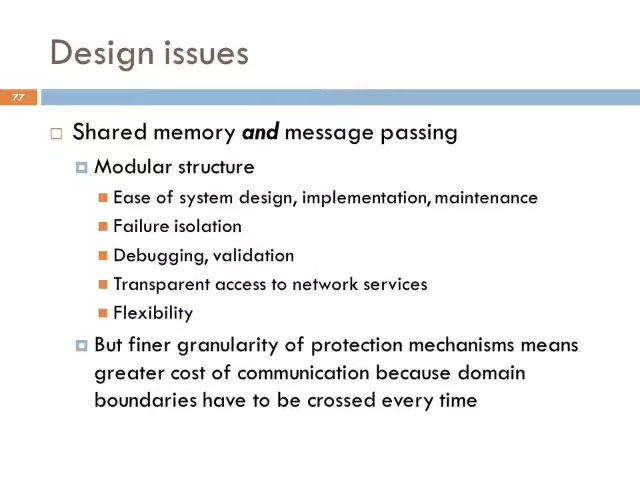 Design issues
77
Shared memory and message passing
Modular structure
Ease of system design, implementation, maintenance
Failure isolation
Debugging, validation
Transparent access to network services
Flexibility
But finer granularity of protection mechanisms means
greater cost of communication because domain
boundaries have to be crossed every time